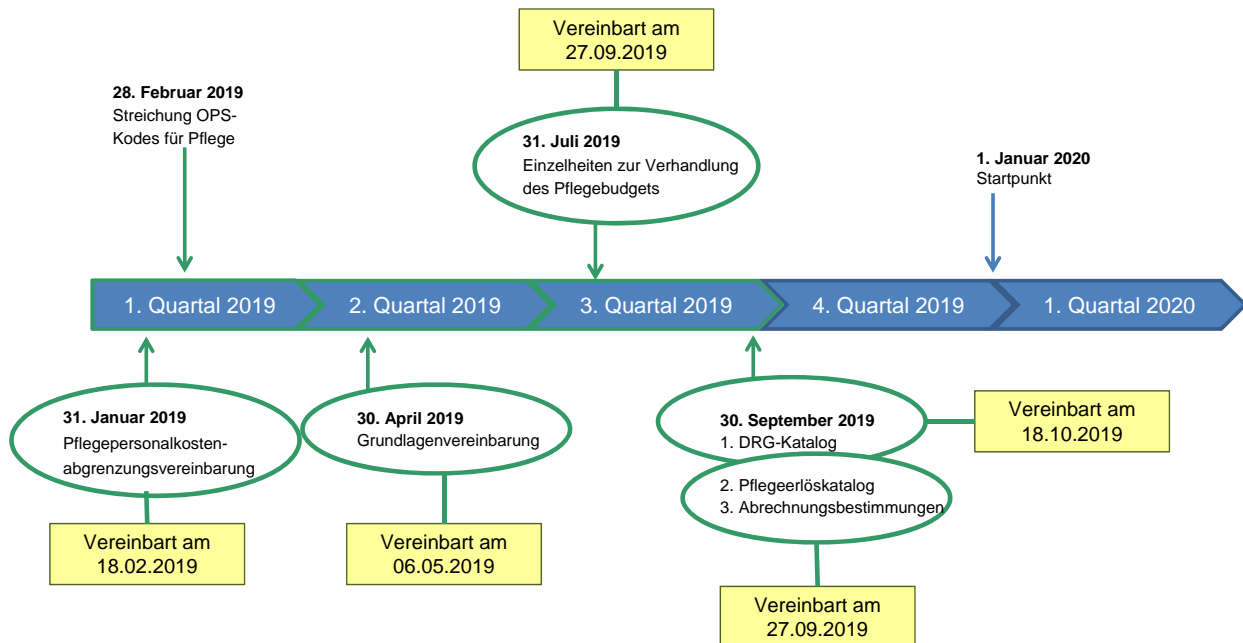 Vereinbart am
27.09.2019
28. Februar 2019
Streichung OPS-
Kodes für Pflege
31. Juli 2019
Einzelheiten zur Verhandlung
des Pflegebudgets
1. Januar 2020
Startpunkt
1. Quartal 2019
2. Quartal 2019
3. Quartal 2019
4. Quartal 2019
1. Quartal 2020
31. Januar 2019
Pflegepersonalkosten-
abgrenzungsvereinbarung
30. April 2019
Grundlagenvereinbarung
30. September 2019
1. DRG-Katalog
2. Pflegeerlöskatalog
3. Abrechnungsbestimmungen
Vereinbart am
18.10.2019
Vereinbart am
18.02.2019
Vereinbart am
06.05.2019
Vereinbart am
27.09.2019